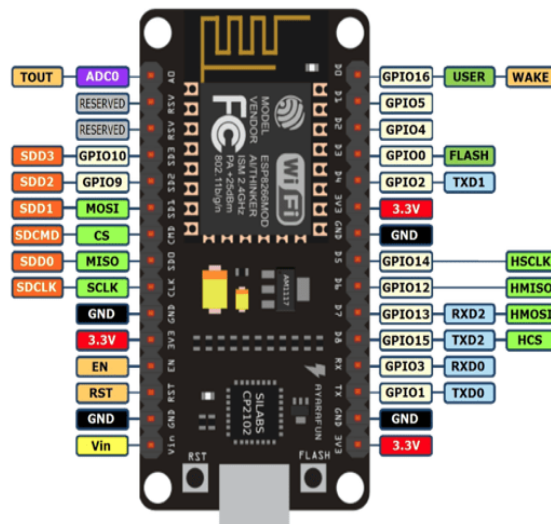 TOUT ADC0 A0 D0 GPIO16 USER WAKE
RESERVED RSV D1 GPIO5
RESERVED RSV D2 GPIO4
SDD3 GPIO10 SD3 D3 GPIO0 FLASH
SDD2 GPIO9 SD2 D4 GPIO2 TXD1
SDD1 MOSI SD1 3V3 3.3V
SDCMD CS CMD GND GND
SDD0 MISO SD0 D5 GPIO14 HSCLK
SDCLK SCLK CLK D6 GPIO12 HMISO
GND GND D7 GPIO13 RXD2 HMOSI
3.3V 3V3 D8 GPIO15 TXD2 HCS
EN EN RX GPIO3 RXD0
RST RST TX GPIO1 TXD0
GND GND GND GND
Vin Vin 3V3 3.3V
MODEL ESP8266MOD
VENDOR AI/THINKER
ISM 2.4GHz
PA +25dBm
802.11b/g/n
FC
Wi Fi
AM1117
SILABS
CP2102
AYARAFUN
RST
FLASH